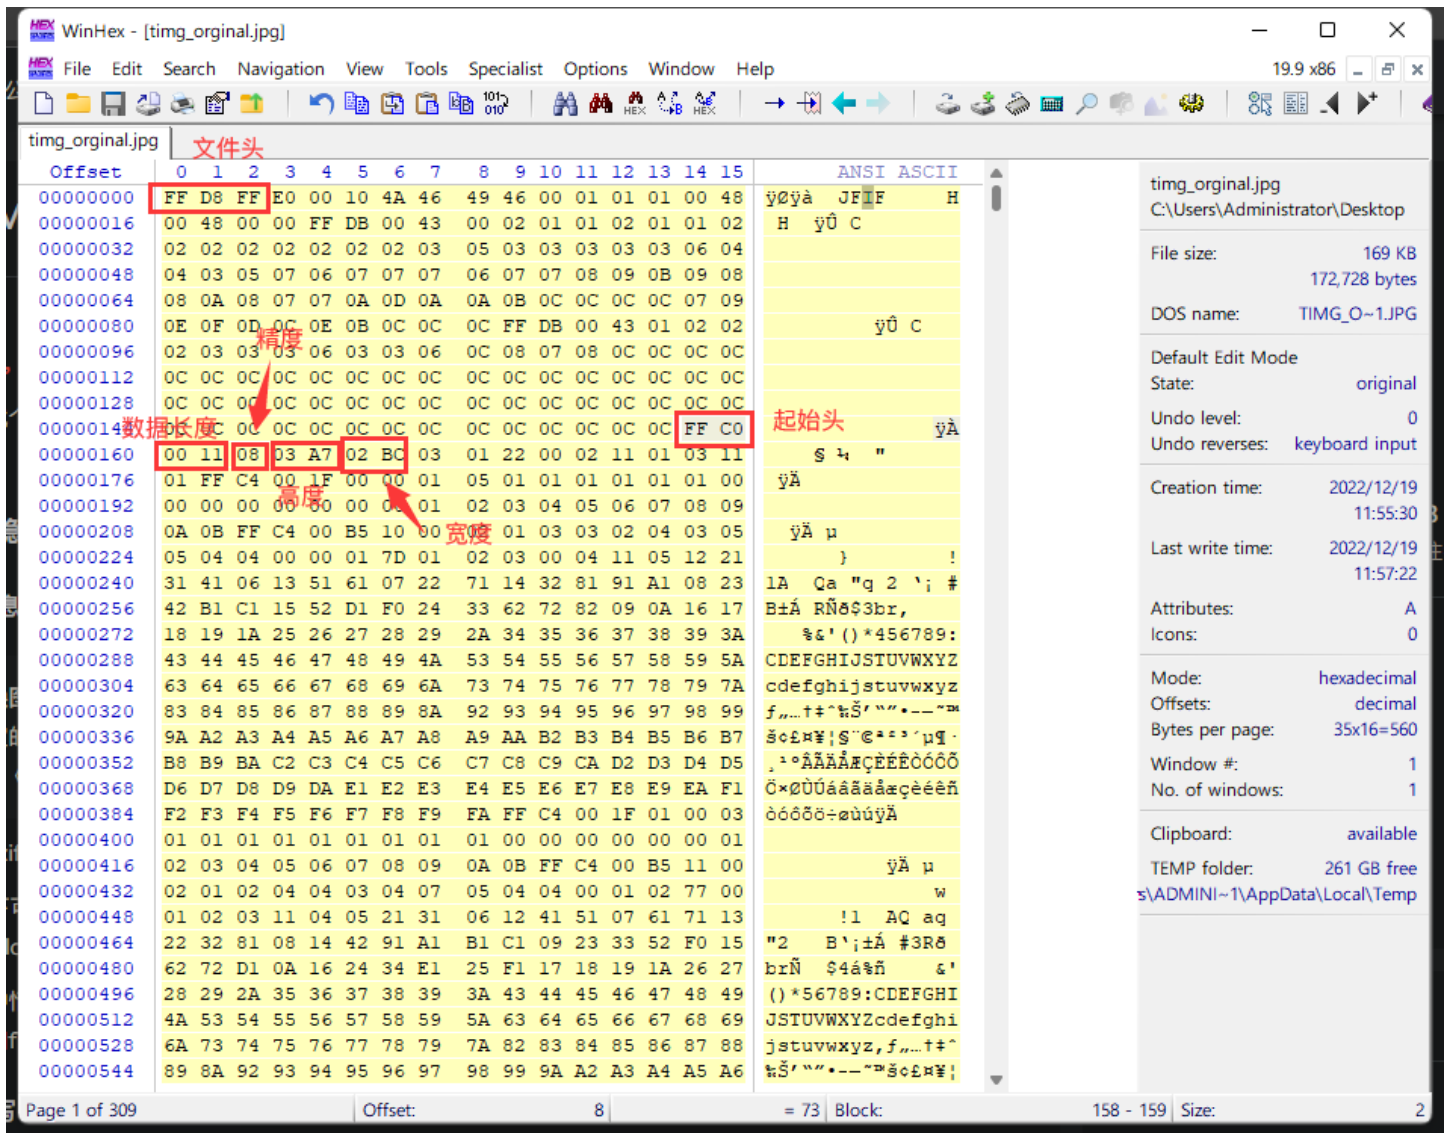 WinHex - [timg_orginal.jpg]
File Edit Search Navigation View Tools Specialist Options Window Help 19.9 x86
timg_orginal.jpg
文件头
Offset 0 1 2 3 4 5 6 7 8 9 10 11 12 13 14 15 ANSI ASCII
00000000 FF D8 FF E0 00 10 4A 46 49 46 00 01 01 01 00 48 ÿØÿà JFIF H
00000016 00 48 00 00 FF DB 00 43 00 02 01 01 02 01 01 02 H ÿÛ C
00000032 02 02 02 02 02 02 02 03 05 03 03 03 03 03 06 04
00000048 04 03 05 07 06 07 07 07 06 07 07 08 09 0B 09 08
00000064 08 0A 08 07 07 0A 0D 0A 0A 0B 0C 0C 0C 0C 07 09
00000080 0E 0F 0D 0C 0E 0B 0C 0C 0C FF DB 00 43 01 02 02 ÿÛ C
精度
00000096 02 03 03 03 06 03 03 06 0C 08 07 08 0C 0C 0C 0C
00000112 0C 0C 0C 0C 0C 0C 0C 0C 0C 0C 0C 0C 0C 0C 0C 0C
00000128 0C 0C 0C 0C 0C 0C 0C 0C 0C 0C 0C 0C 0C 0C 0C 0C
数据长度 起始头
00000144 0C 0C 0C 0C 0C 0C 0C 0C 0C 0C 0C 0C 0C 0C FF C0 ÿÀ
00000160 00 11 08 03 A7 02 BC 03 01 22 00 02 11 01 03 11 § ¼ "
00000176 01 FF C4 00 1F 00 00 01 05 01 01 01 01 01 01 00 ÿÄ
高度
00000192 00 00 00 00 00 00 00 01 02 03 04 05 06 07 08 09
宽度
00000208 0A 0B FF C4 00 B5 10 00 02 01 03 03 02 04 03 05 ÿÄ µ
00000224 05 04 04 00 00 01 7D 01 02 03 00 04 11 05 12 21 } !
00000240 31 41 06 13 51 61 07 22 71 14 32 81 91 A1 08 23 1A Qa "q 2 ‘¡ #
00000256 42 B1 C1 15 52 D1 F0 24 33 62 72 82 09 0A 16 17 B±Á RÑð$3br‚
00000272 18 19 1A 25 26 27 28 29 2A 34 35 36 37 38 39 3A %&'()*456789:
00000288 43 44 45 46 47 48 49 4A 53 54 55 56 57 58 59 5A CDEFGHIJSTUVWXYZ
00000304 63 64 65 66 67 68 69 6A 73 74 75 76 77 78 79 7A cdefghijstuvwxyz
00000320 83 84 85 86 87 88 89 8A 92 93 94 95 96 97 98 99 ƒ„…†‡ˆ‰Š’“”•–—˜™
00000336 9A A2 A3 A4 A5 A6 A7 A8 A9 AA B2 B3 B4 B5 B6 B7 š¢£¤¥¦§¨©ª²³´µ¶·
00000352 B8 B9 BA C2 C3 C4 C5 C6 C7 C8 C9 CA D2 D3 D4 D5 ¸¹ºÂÃÄÅÆÇÈÉÊÒÓÔÕ
00000368 D6 D7 D8 D9 DA E1 E2 E3 E4 E5 E6 E7 E8 E9 EA F1 Ö×ØÙÚáâãäåæçèéêñ
00000384 F2 F3 F4 F5 F6 F7 F8 F9 FA FF C4 00 1F 01 00 03 òóôõö÷øùúÿÄ
00000400 01 01 01 01 01 01 01 01 01 00 00 00 00 00 00 01
00000416 02 03 04 05 06 07 08 09 0A 0B FF C4 00 B5 11 00 ÿÄ µ
00000432 02 01 02 04 04 03 04 07 05 04 04 00 01 02 77 00 w
00000448 01 02 03 11 04 05 21 31 06 12 41 51 07 61 71 13 !1 AQ aq
00000464 22 32 81 08 14 42 91 A1 B1 C1 09 23 33 52 F0 15 "2 B‘¡±Á #3Rð
00000480 62 72 D1 0A 16 24 34 E1 25 F1 17 18 19 1A 26 27 brÑ $4á%ñ &'
00000496 28 29 2A 35 36 37 38 39 3A 43 44 45 46 47 48 49 ()*56789:CDEFGHI
00000512 4A 53 54 55 56 57 58 59 5A 63 64 65 66 67 68 69 JSTUVWXYZcdefghi
00000528 6A 73 74 75 76 77 78 79 7A 82 83 84 85 86 87 88 jstuvwxyz‚ƒ„…†‡ˆ
00000544 89 8A 92 93 94 95 96 97 98 99 9A A2 A3 A4 A5 A6 ‰Š’“”•–—˜™š¢£¤¥¦
timg_orginal.jpg
C:\Users\Administrator\Desktop
File size: 169 KB
172,728 bytes
DOS name: TIMG_O~1.JPG
Default Edit Mode
State: original
Undo level: 0
Undo reverses: keyboard input
Creation time: 2022/12/19
11:55:30
Last write time: 2022/12/19
11:57:22
Attributes: A
Icons: 0
Mode: hexadecimal
Offsets: decimal
Bytes per page: 35x16=560
Window #: 1
No. of windows: 1
Clipboard: available
TEMP folder: 261 GB free
s\ADMINI~1\AppData\Local\Temp
Page 1 of 309 Offset: 8 = 73 Block: 158 - 159 Size: 2